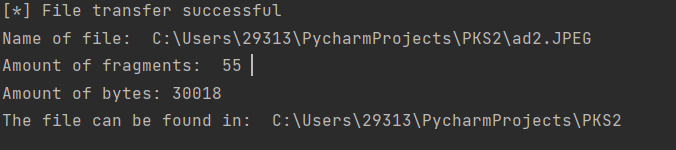 [*] File transfer successful
Name of file:  C:\Users\29313\PycharmProjects\PKS2\ad2.JPEG
Amount of fragments:  55
Amount of bytes: 30018
The file can be found in:  C:\Users\29313\PycharmProjects\PKS2